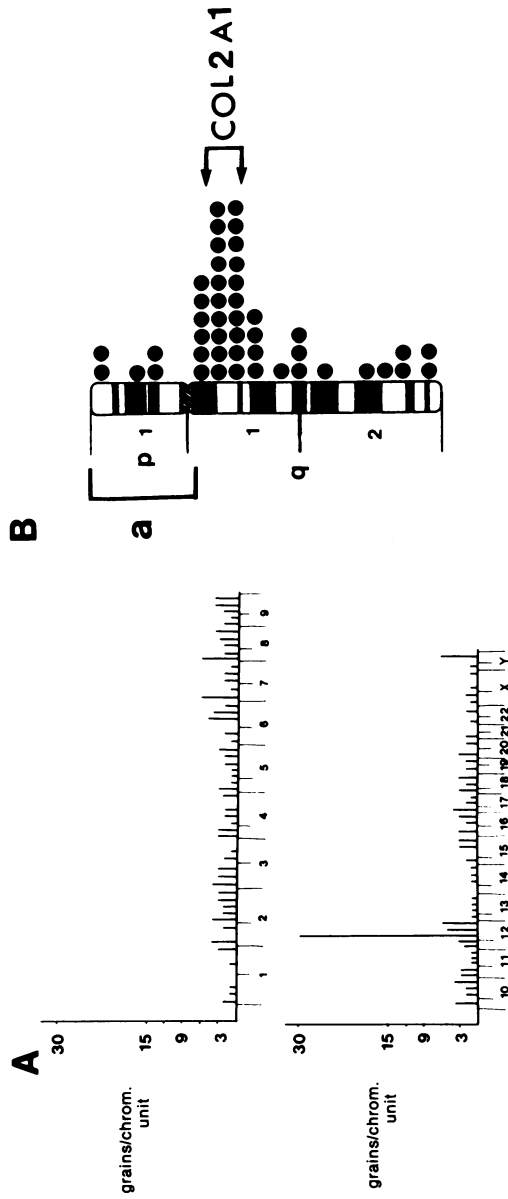 A
30
15
9
3
grains/chrom.
unit
1 2 3 4 5 6 7 8 9
30
15
9
3
grains/chrom.
unit
10 11 12 13 14 15 16 17 18 19 20 21 22 X Y
B
a
p 1
q
1
2
COL2A1